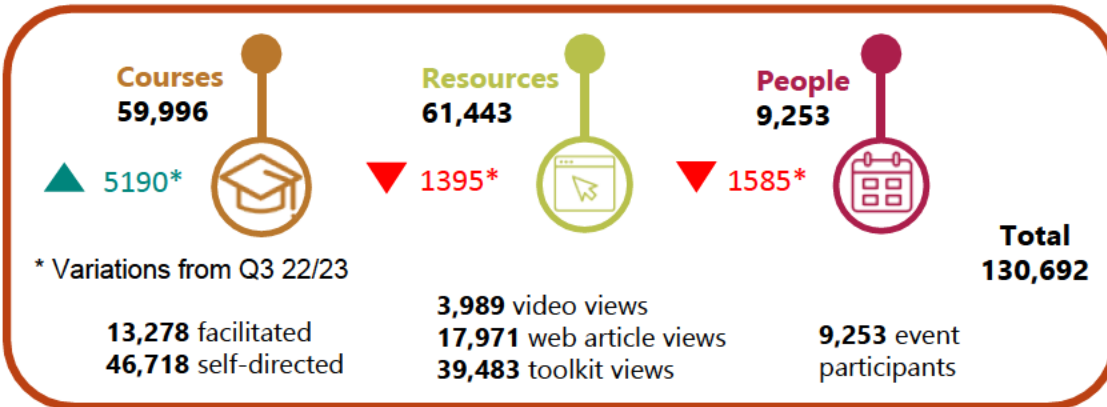 Courses
59,996
5190*
Resources
61,443
1395*
People
9,253
1585*
Total
130,692
* Variations from Q3 22/23
13,278 facilitated
46,718 self-directed
3,989 video views
17,971 web article views
39,483 toolkit views
9,253 event
participants